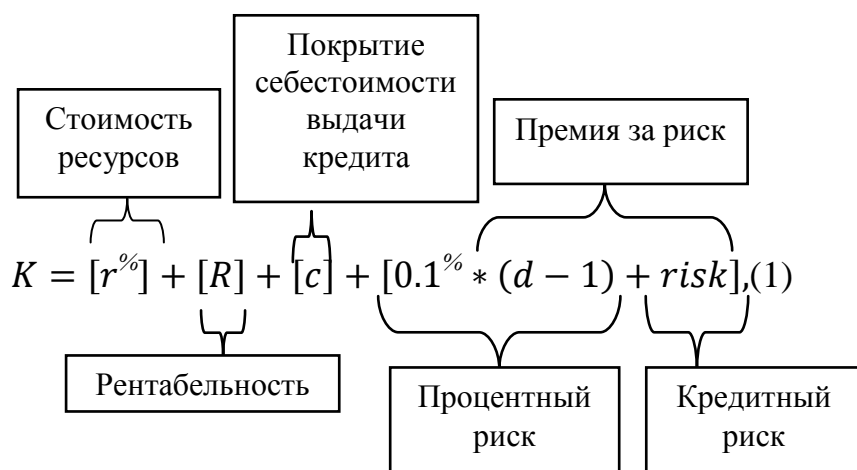 Покрытие
себестоимости
выдачи
кредита
Стоимость
ресурсов
Премия за риск
K = [r^%] + [R] + [c] + [0.1^% * (d − 1) + risk],(1)
Рентабельность
Процентный
риск
Кредитный
риск